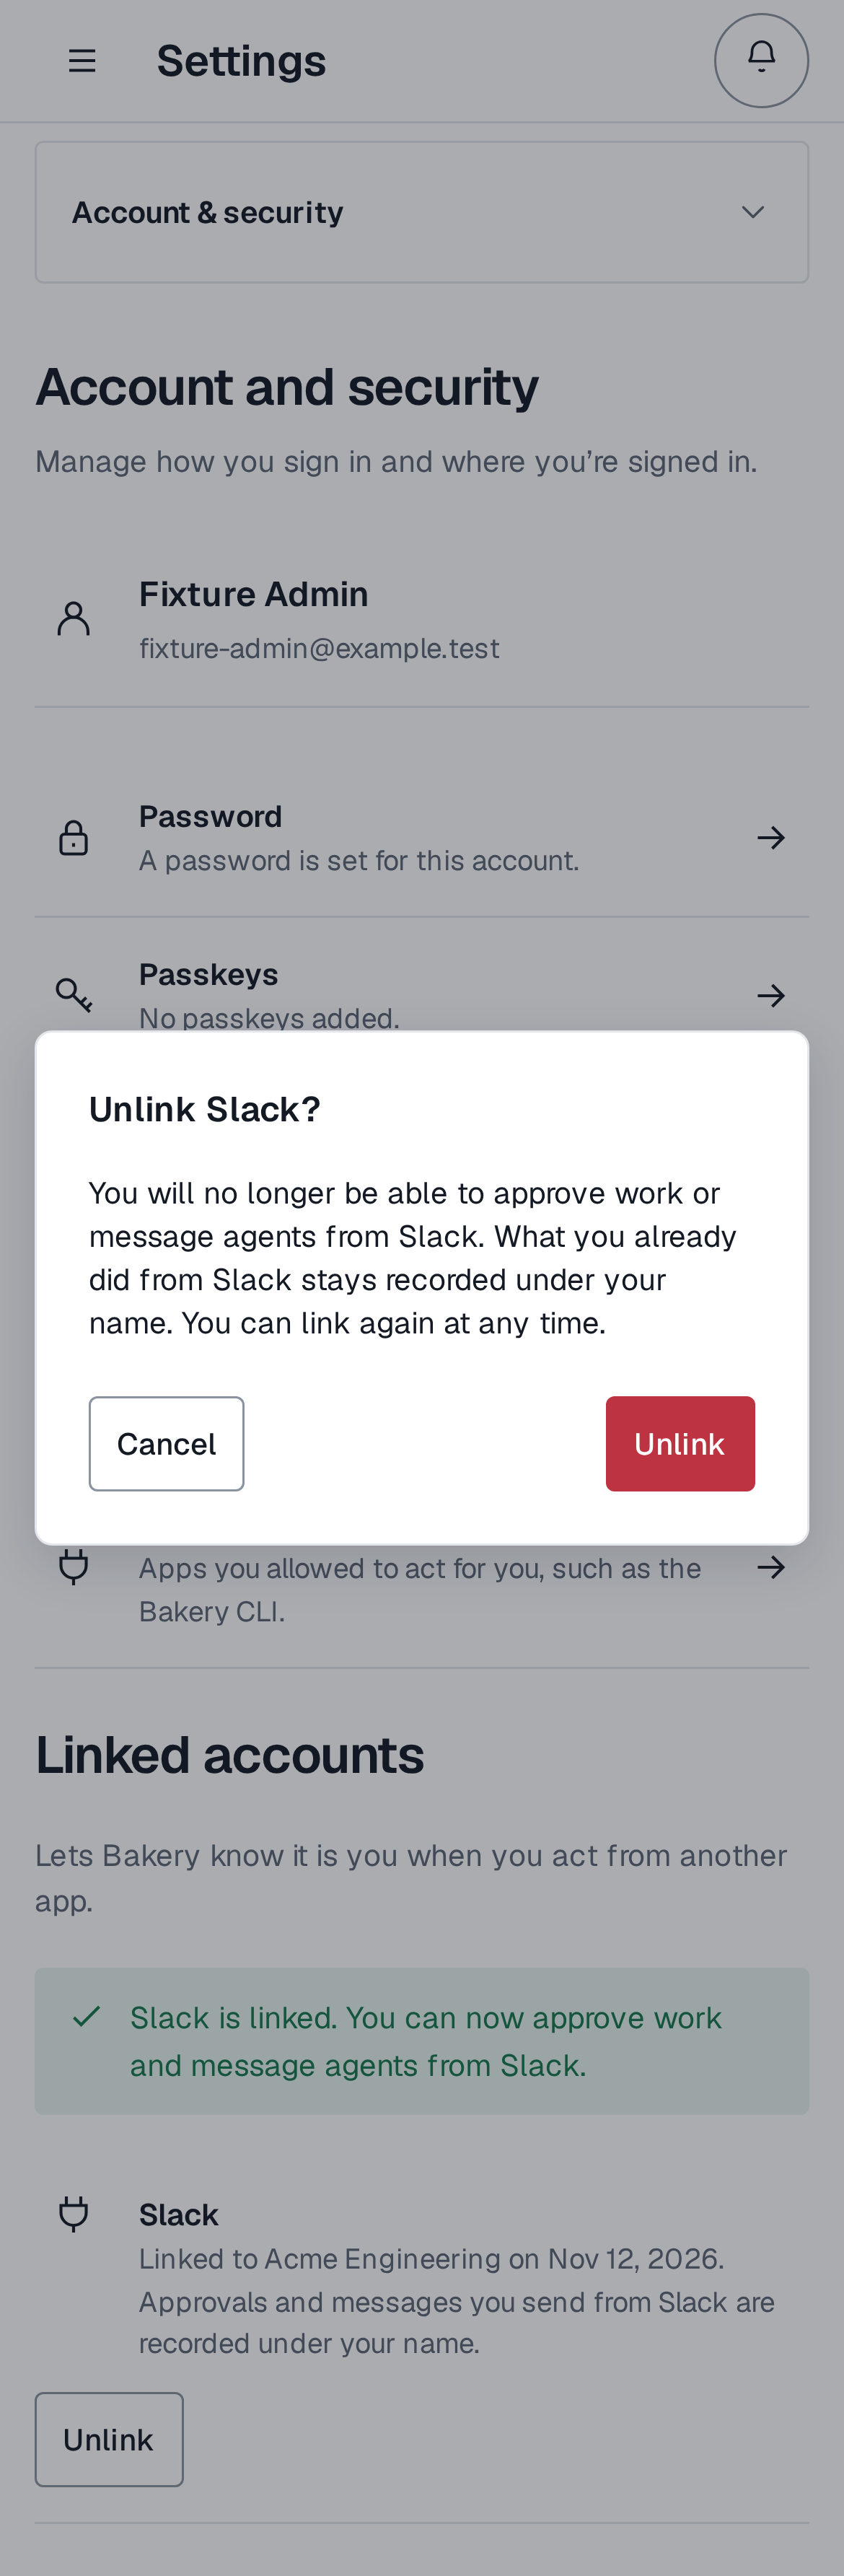 Settings
Account & security
Account and security
Manage how you sign in and where you’re signed in.
Fixture Admin
fixture-admin@example.test
Password
A password is set for this account.
Passkeys
No passkeys added.
Unlink Slack?
You will no longer be able to approve work or
message agents from Slack. What you already
did from Slack stays recorded under your
name. You can link again at any time.
Cancel
Unlink
Apps you allowed to act for you, such as the
Bakery CLI.
Linked accounts
Lets Bakery know it is you when you act from another
app.
Slack is linked. You can now approve work
and message agents from Slack.
Slack
Linked to Acme Engineering on Nov 12, 2026.
Approvals and messages you send from Slack are
recorded under your name.
Unlink